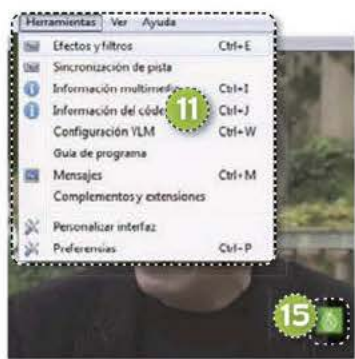 Herramientas Ver Ayuda
Efectos y filtros Ctrl+E
Sincronización de pista
Información multimedia Ctrl+I
Información del códec Ctrl+J
11
Configuración VLM Ctrl+W
Guía de programa
Mensajes Ctrl+M
Complementos y extensiones
Personalizar interfaz
Preferencias Ctrl+P
15